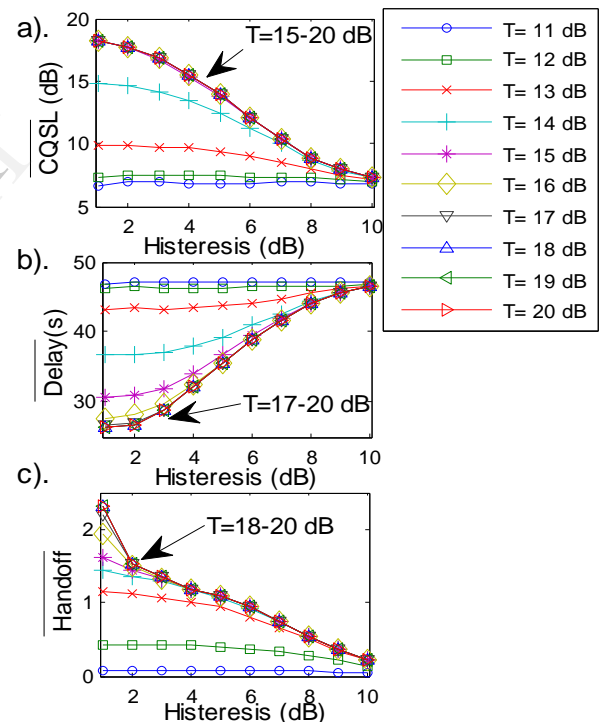 a).
20
15
10
5
CQSL (dB)
T=15-20 dB
2
4
6
8
10
Histeresis (dB)
b).
50
40
30
Delay(s)
T=17-20 dB
2
4
6
8
10
Histeresis (dB)
c).
2
1
0
Handoff
T=18-20 dB
2
4
6
8
10
Histeresis (dB)
T= 11 dB
T= 12 dB
T= 13 dB
T= 14 dB
T= 15 dB
T= 16 dB
T= 17 dB
T= 18 dB
T= 19 dB
T= 20 dB